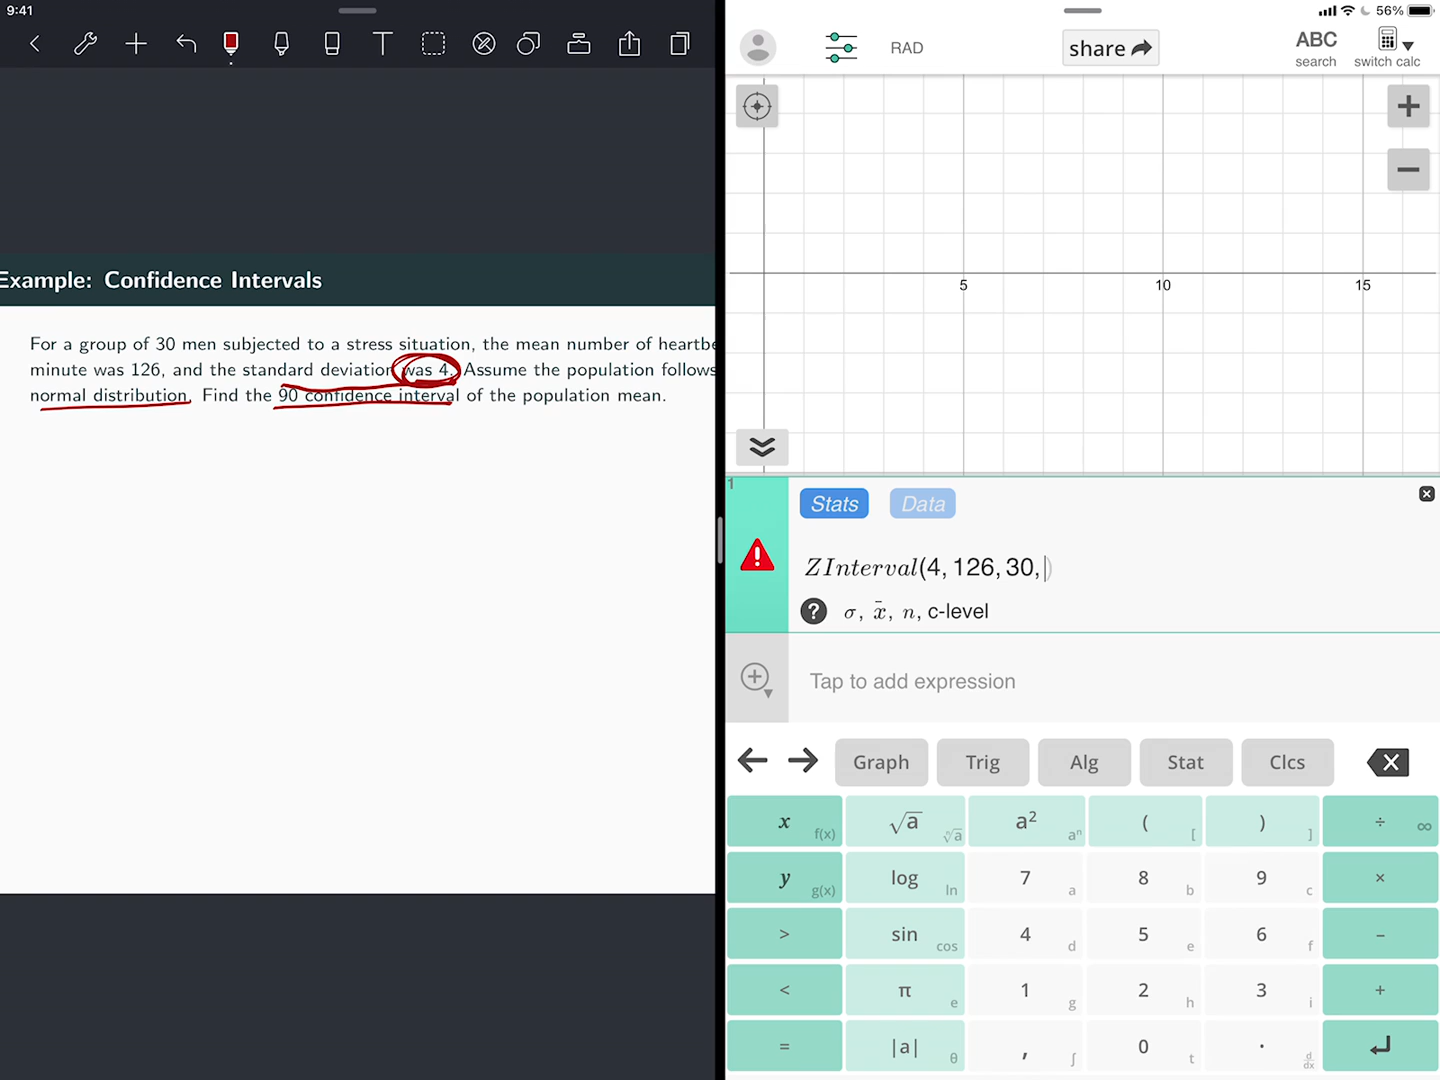 9:41
56%
T
RAD
share
ABC
search
switch calc
5
10
15
Example: Confidence Intervals
For a group of 30 men subjected to a stress situation, the mean number of heartbe
minute was 126, and the standard deviation was 4. Assume the population follows
normal distribution. Find the 90 confidence interval of the population mean.
1
Stats Data
ZInterval(4, 126, 30, )
? σ, x̄, n, c-level
Tap to add expression
Graph Trig Alg Stat Clcs
x f(x) √a ⁿ√a a² aⁿ ( [ ) ] ÷ ∞
y g(x) log ln 7 a 8 b 9 c ×
> sin cos 4 d 5 e 6 f −
< π e 1 g 2 h 3 i +
= |a| θ , ∫ 0 t . d/dx